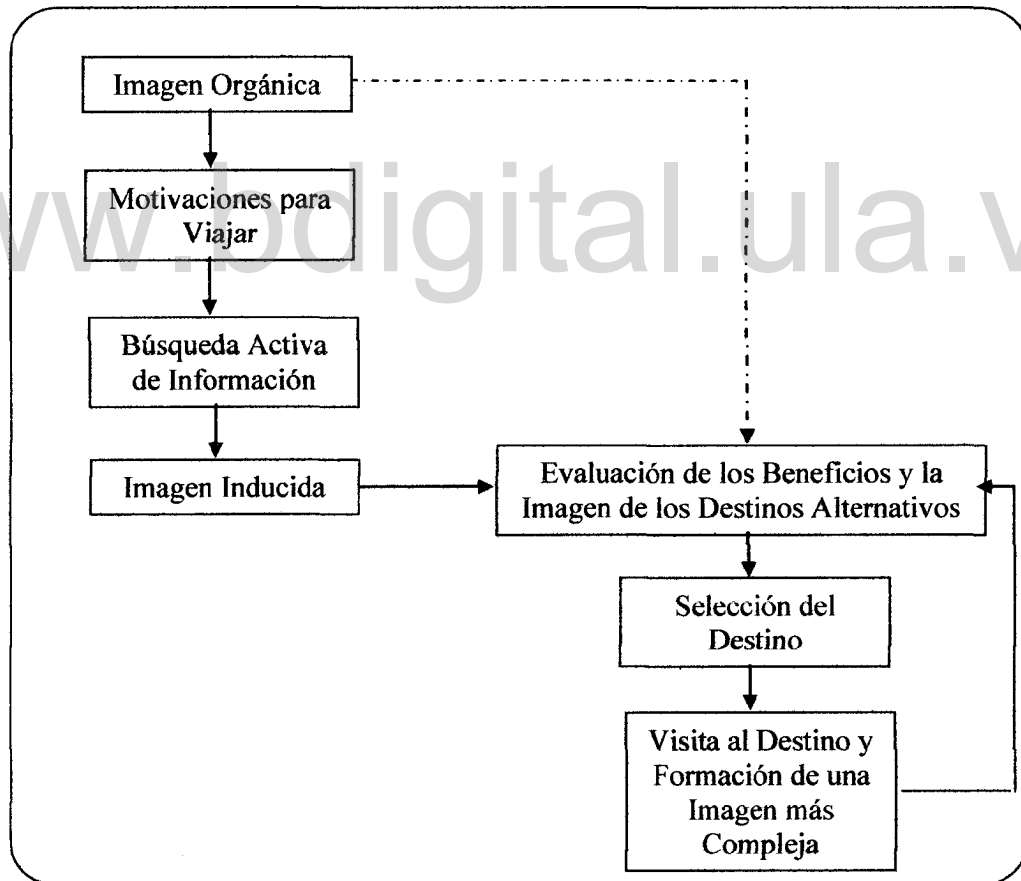 Imagen Orgánica
Motivaciones para
Viajar
Búsqueda Activa
de Información
Imagen Inducida
Evaluación de los Beneficios y la
Imagen de los Destinos Alternativos
Selección del
Destino
Visita al Destino y
Formación de una
Imagen más
Compleja
www.bdigital.ula.v